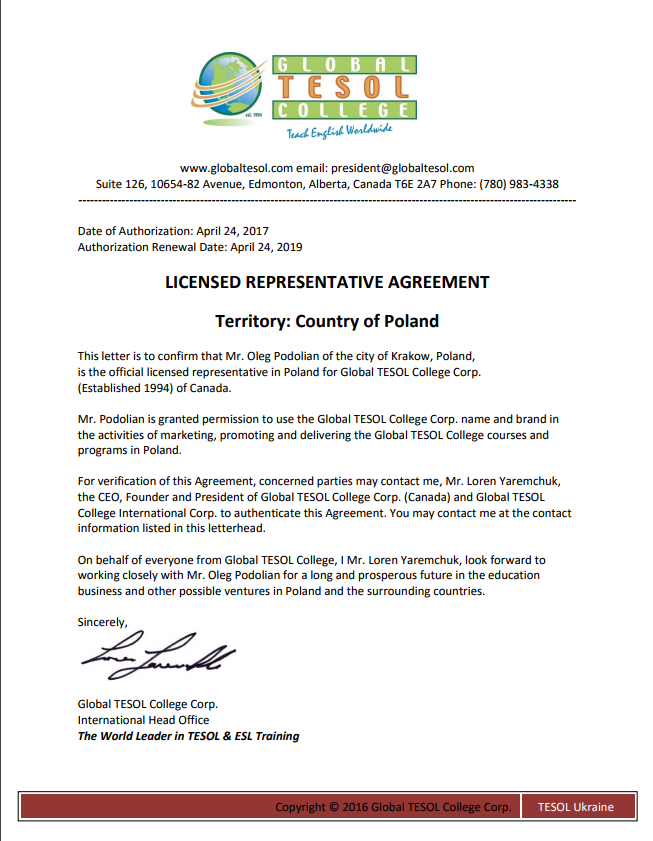 GLOBAL
TESOL
COLLEGE
est. 1994
Teach English Worldwide
www.globaltesol.com email: president@globaltesol.com
Suite 126, 10654-82 Avenue, Edmonton, Alberta, Canada T6E 2A7 Phone: (780) 983-4338
Date of Authorization: April 24, 2017
Authorization Renewal Date: April 24, 2019
LICENSED REPRESENTATIVE AGREEMENT
Territory: Country of Poland
This letter is to confirm that Mr. Oleg Podolian of the city of Krakow, Poland,
is the official licensed representative in Poland for Global TESOL College Corp.
(Established 1994) of Canada.
Mr. Podolian is granted permission to use the Global TESOL College Corp. name and brand in
the activities of marketing, promoting and delivering the Global TESOL College courses and
programs in Poland.
For verification of this Agreement, concerned parties may contact me, Mr. Loren Yaremchuk,
the CEO, Founder and President of Global TESOL College Corp. (Canada) and Global TESOL
College International Corp. to authenticate this Agreement. You may contact me at the contact
information listed in this letterhead.
On behalf of everyone from Global TESOL College, I Mr. Loren Yaremchuk, look forward to
working closely with Mr. Oleg Podolian for a long and prosperous future in the education
business and other possible ventures in Poland and the surrounding countries.
Sincerely,
Global TESOL College Corp.
International Head Office
The World Leader in TESOL & ESL Training
Copyright © 2016 Global TESOL College Corp. TESOL Ukraine